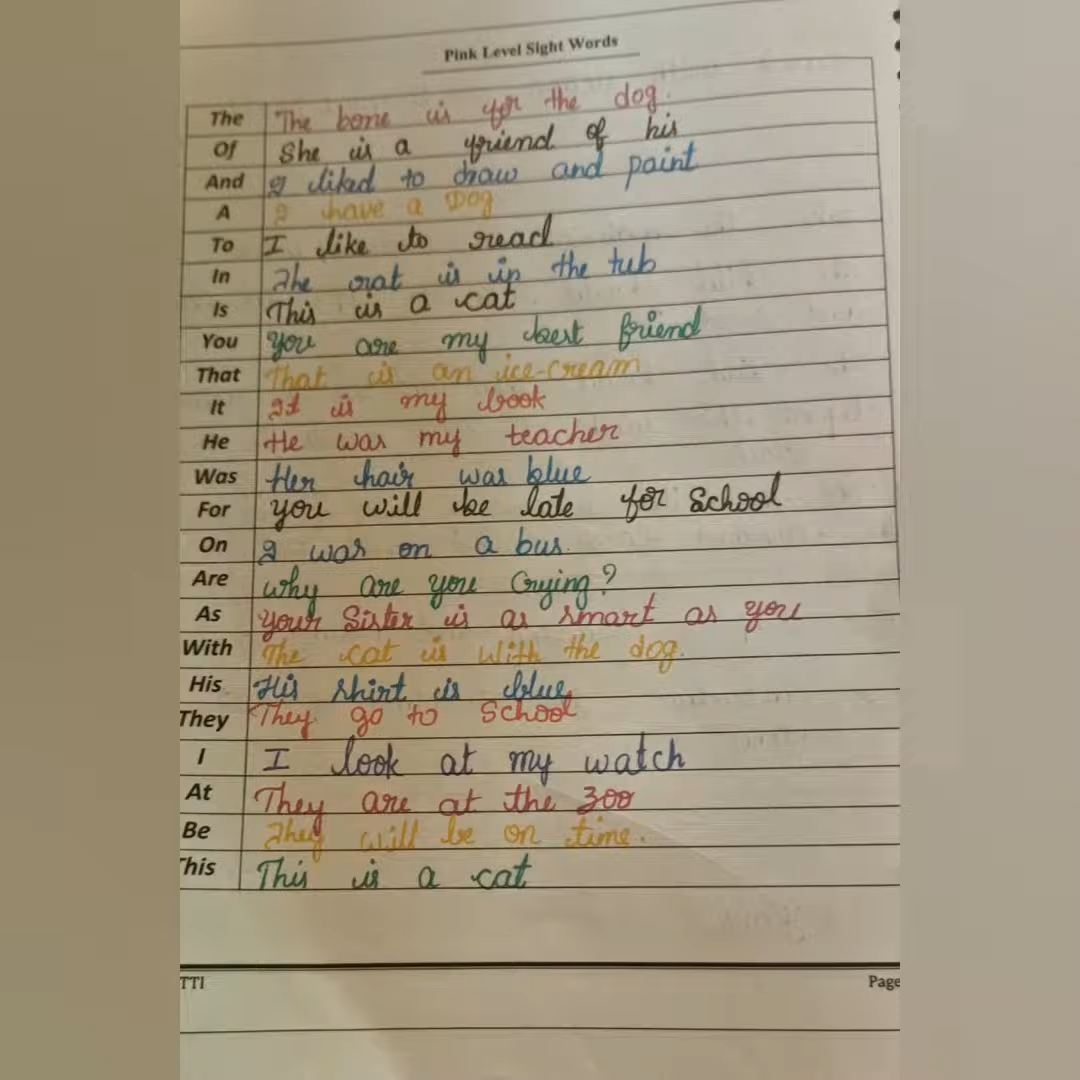 Pink Level Sight Words
The The bone is for the dog.
Of She is a friend of his
And I liked to draw and paint
A I have a Dog
To I like to read
In The rat is in the tub
Is This is a cat
You You are my best friend
That That is an ice-cream
It It is my book
He He was my teacher
Was Her hair was blue
For you will be late for School
On I was on a bus.
Are why are you Crying?
As your Sister is as smart as you
With The cat is with the dog.
His His shirt is blue,
They They go to School
I I look at my watch
At They are at the zoo
Be They will be on time.
This This is a cat
TTI Page